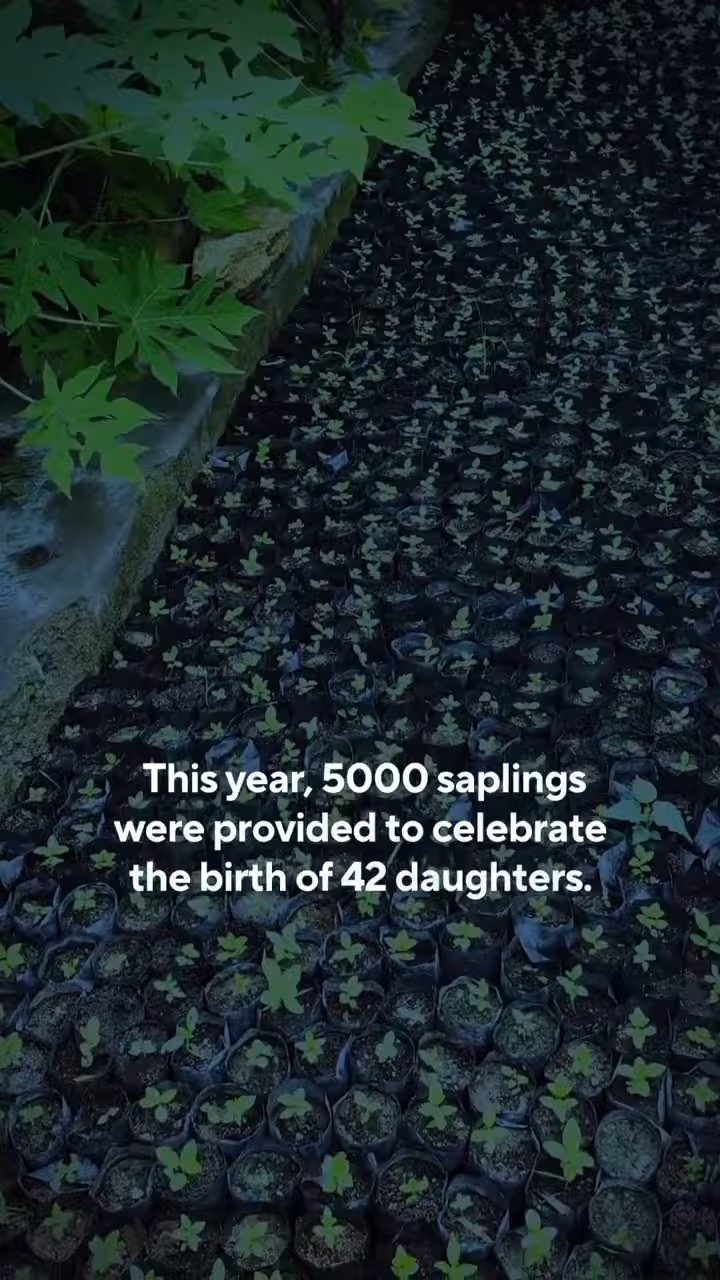 This year, 5000 saplings
were provided to celebrate
the birth of 42 daughters.